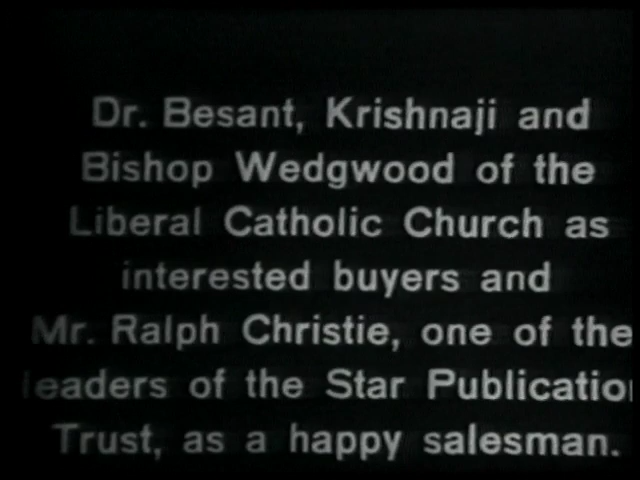 Dr. Besant, Krishnaji and
Bishop Wedgwood of the
Liberal Catholic Church as
interested buyers and
Mr. Ralph Christie, one of the
leaders of the Star Publicatio
Trust, as a happy salesman.